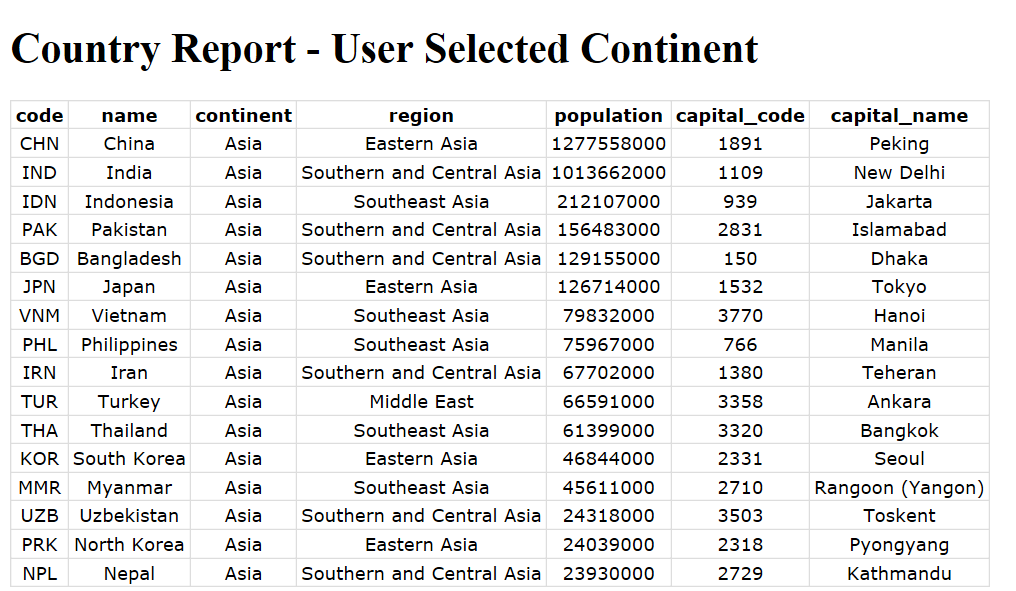 Country Report - User Selected Continent
code name continent region population capital_code capital_name
CHN China Asia Eastern Asia 1277558000 1891 Peking
IND India Asia Southern and Central Asia 1013662000 1109 New Delhi
IDN Indonesia Asia Southeast Asia 212107000 939 Jakarta
PAK Pakistan Asia Southern and Central Asia 156483000 2831 Islamabad
BGD Bangladesh Asia Southern and Central Asia 129155000 150 Dhaka
JPN Japan Asia Eastern Asia 126714000 1532 Tokyo
VNM Vietnam Asia Southeast Asia 79832000 3770 Hanoi
PHL Philippines Asia Southeast Asia 75967000 766 Manila
IRN Iran Asia Southern and Central Asia 67702000 1380 Teheran
TUR Turkey Asia Middle East 66591000 3358 Ankara
THA Thailand Asia Southeast Asia 61399000 3320 Bangkok
KOR South Korea Asia Eastern Asia 46844000 2331 Seoul
MMR Myanmar Asia Southeast Asia 45611000 2710 Rangoon (Yangon)
UZB Uzbekistan Asia Southern and Central Asia 24318000 3503 Toskent
PRK North Korea Asia Eastern Asia 24039000 2318 Pyongyang
NPL Nepal Asia Southern and Central Asia 23930000 2729 Kathmandu